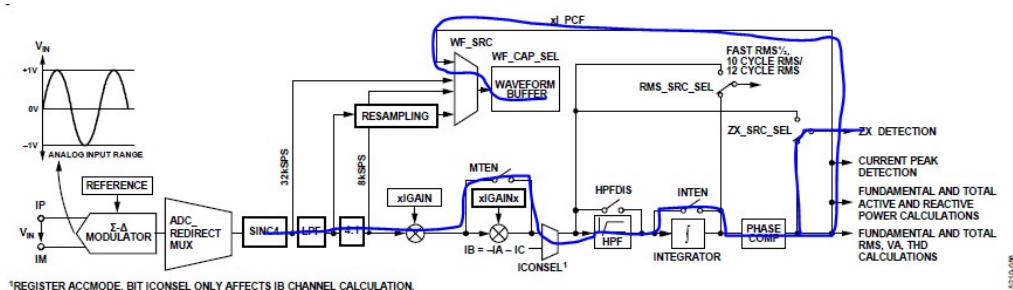 xI_PCF
VIN
WF_SRC
WF_CAP_SEL
FAST RMS½,
10 CYCLE RMS/
12 CYCLE RMS
+1V
WAVEFORM
BUFFER
RMS_SRC_SEL
0V
RESAMPLING
ZX_SRC_SEL
ZX DETECTION
–1V
ANALOG INPUT RANGE
32kSPS
8kSPS
MTEN
CURRENT PEAK
DETECTION
REFERENCE
xIGAIN
xIGAINx
HPFDIS
INTEN
FUNDAMENTAL AND TOTAL
ACTIVE AND REACTIVE
POWER CALCULATIONS
IP
VIN
IM
Σ-Δ
MODULATOR
ADC_
REDIRECT
MUX
SINC4
LPF
4:1
IB = –IA – IC
ICONSEL1
HPF
INTEGRATOR
PHASE
COMP
FUNDAMENTAL AND TOTAL
RMS, VA, THD
CALCULATIONS
1REGISTER ACCMODE, BIT ICONSEL ONLY AFFECTS IB CHANNEL CALCULATION.